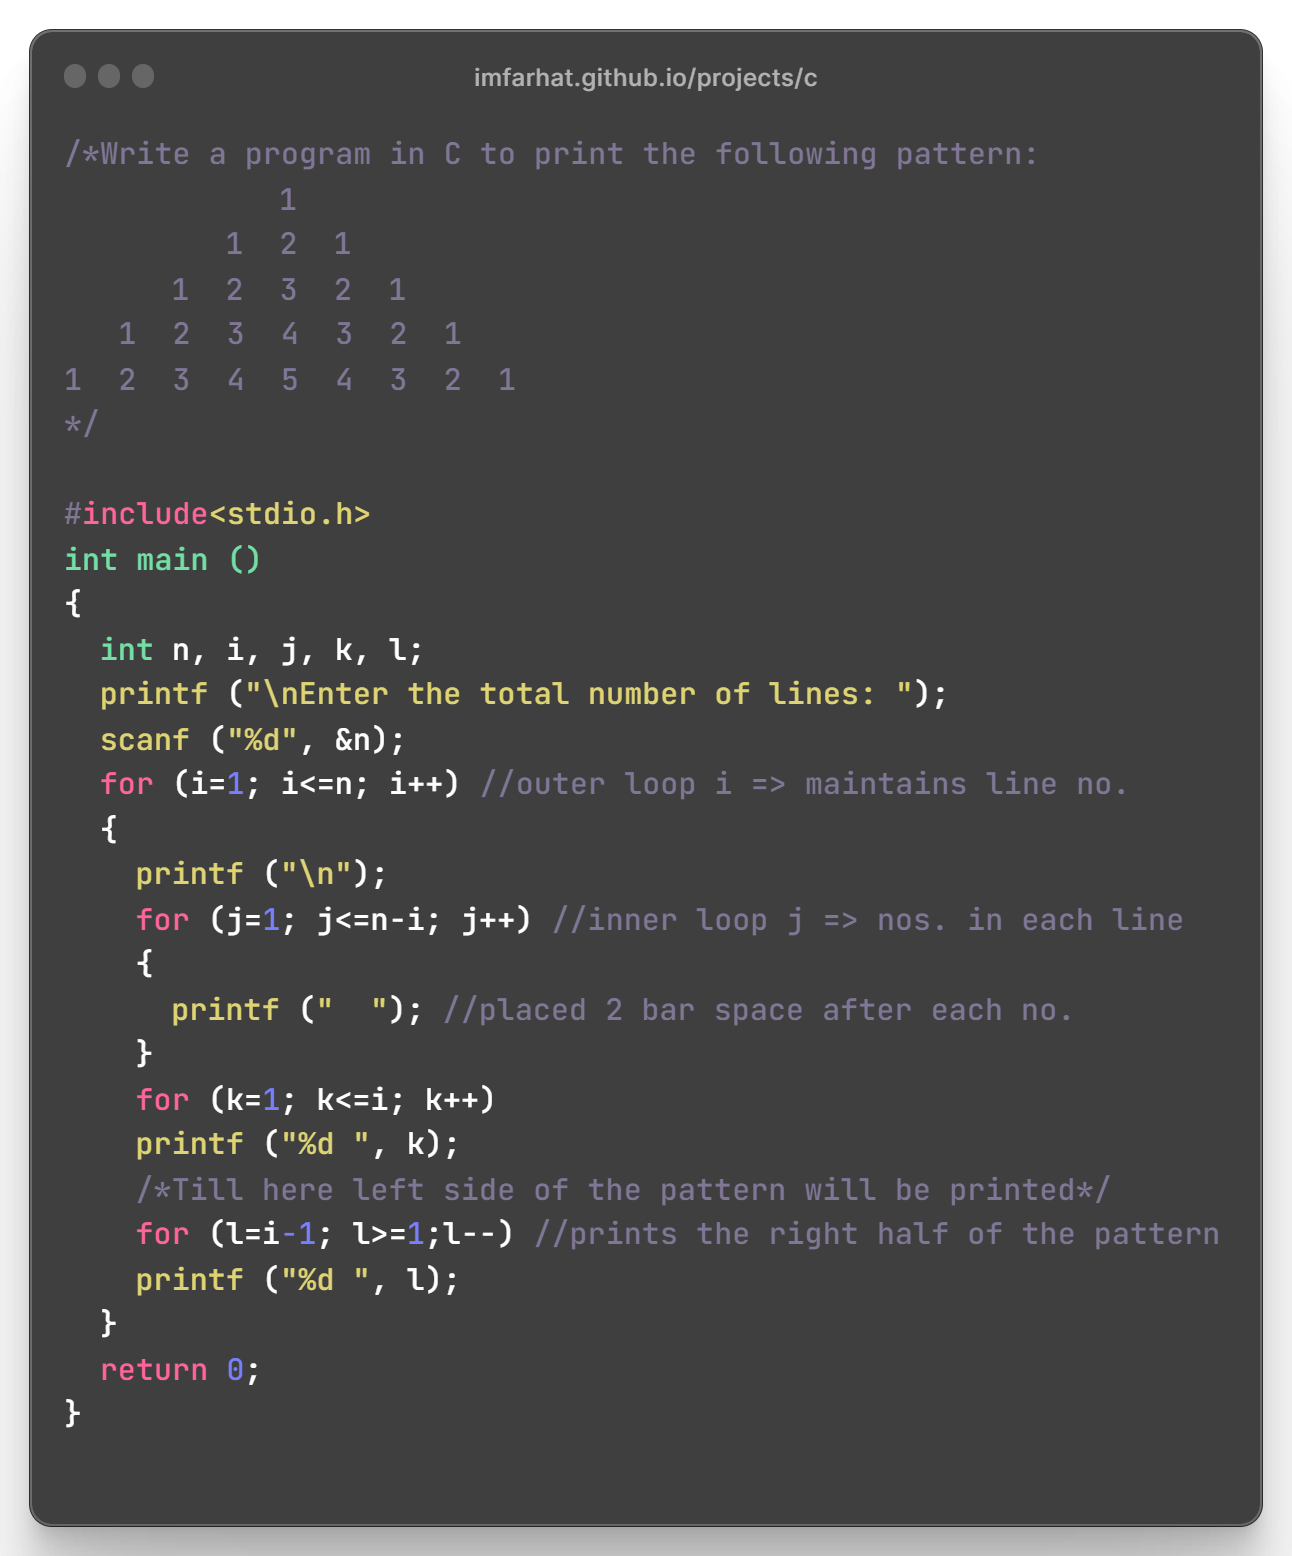 imfarhat.github.io/projects/c
/*Write a program in C to print the following pattern:
            1
         1  2  1
      1  2  3  2  1
   1  2  3  4  3  2  1
1  2  3  4  5  4  3  2  1
*/

#include<stdio.h>
int main ()
{
  int n, i, j, k, l;
  printf ("\nEnter the total number of lines: ");
  scanf ("%d", &n);
  for (i=1; i<=n; i++) //outer loop i => maintains line no.
  {
    printf ("\n");
    for (j=1; j<=n-i; j++) //inner loop j => nos. in each line
    {
      printf ("  "); //placed 2 bar space after each no.
    }
    for (k=1; k<=i; k++)
    printf ("%d ", k);
    /*Till here left side of the pattern will be printed*/
    for (l=i-1; l>=1;l--) //prints the right half of the pattern
    printf ("%d ", l);
  }
  return 0;
}